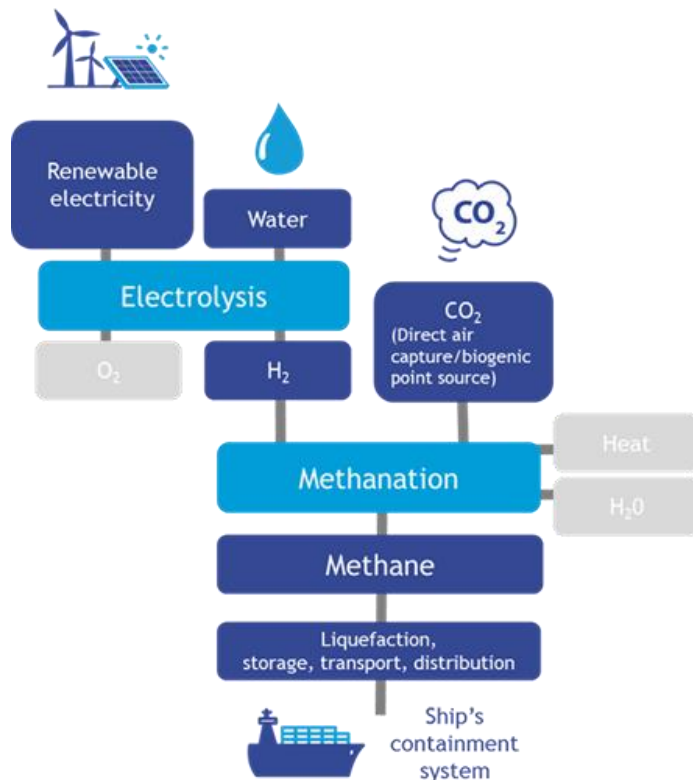 Renewable
electricity
Water
CO₂
Electrolysis
CO₂
(Direct air
capture/biogenic
point source)
O₂
H₂
Methanation
Heat
H₂0
Methane
Liquefaction,
storage, transport, distribution
Ship’s
containment
system